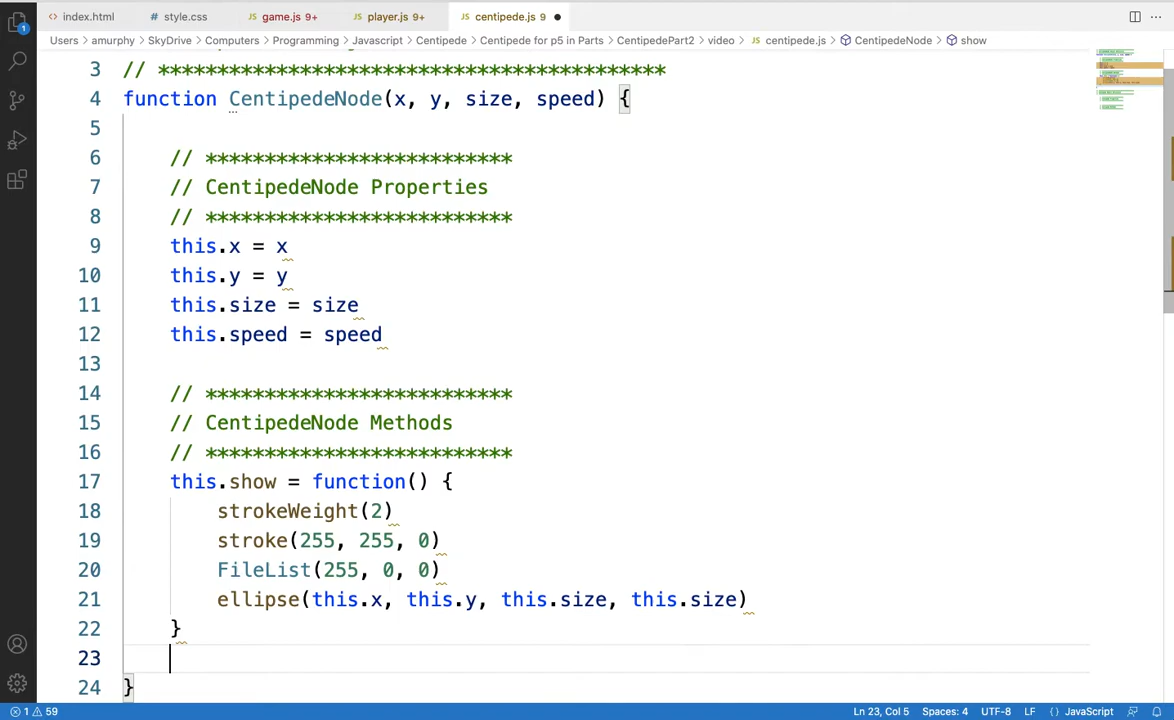 index.html # style.css JS game.js 9+ JS player.js 9+ JS centipede.js 9
Users > amurphy > SkyDrive > Computers > Programming > Javascript > Centipede > Centipede for p5 in Parts > CentipedePart2 > video > JS centipede.js > CentipedeNode > show
3 // *******************************************
4 function CentipedeNode(x, y, size, speed) {
5
6 // **************************
7 // CentipedeNode Properties
8 // **************************
9 this.x = x
10 this.y = y
11 this.size = size
12 this.speed = speed
13
14 // **************************
15 // CentipedeNode Methods
16 // **************************
17 this.show = function() {
18 strokeWeight(2)
19 stroke(255, 255, 0)
20 FileList(255, 0, 0)
21 ellipse(this.x, this.y, this.size, this.size)
22 }
23
24 }
1 59 Ln 23, Col 5 Spaces: 4 UTF-8 LF {} JavaScript